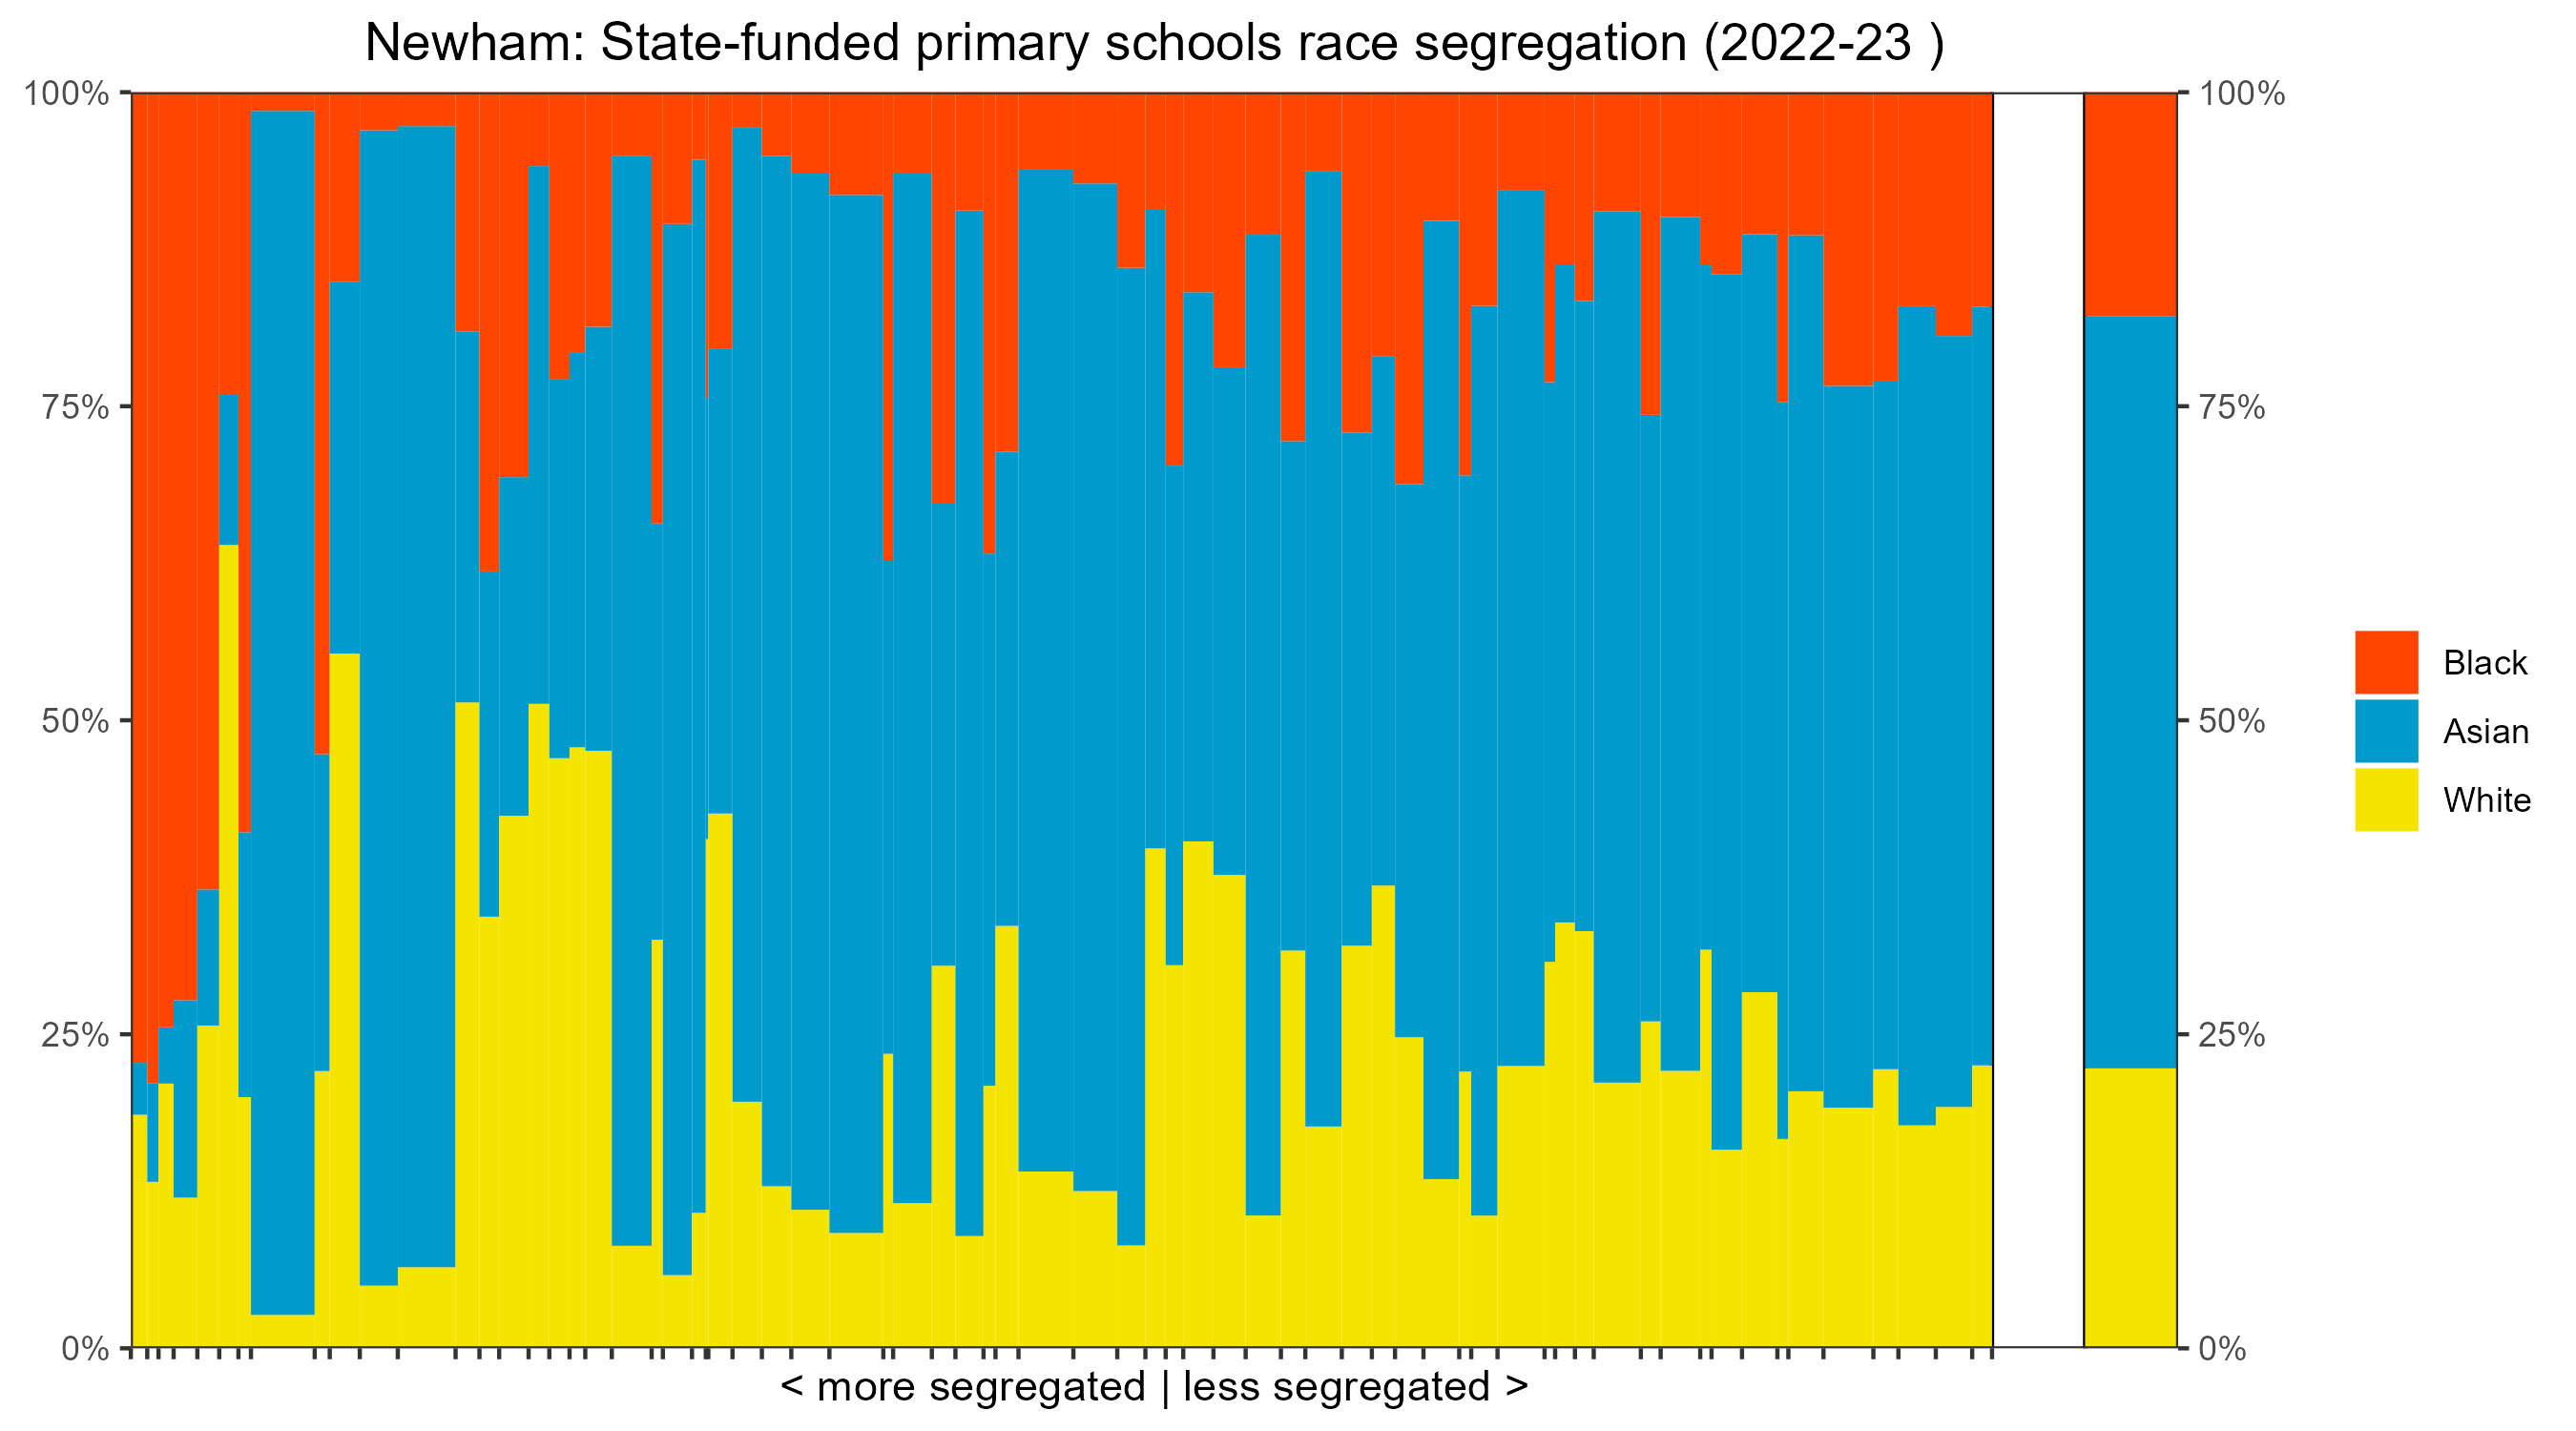 Newham: State-funded primary schools race segregation (2022-23 )
100%
75%
50%
25%
0%
100%
75%
50%
25%
0%
Black
Asian
White
< more segregated | less segregated >